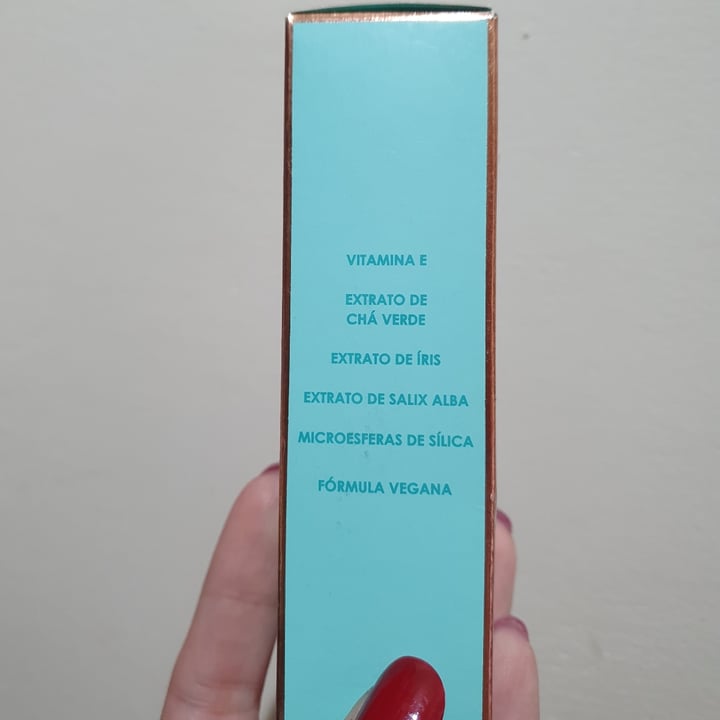 VITAMINA E
EXTRATO DE
CHÁ VERDE
EXTRATO DE ÍRIS
EXTRATO DE SALIX ALBA
MICROESFERAS DE SÍLICA
FÓRMULA VEGANA